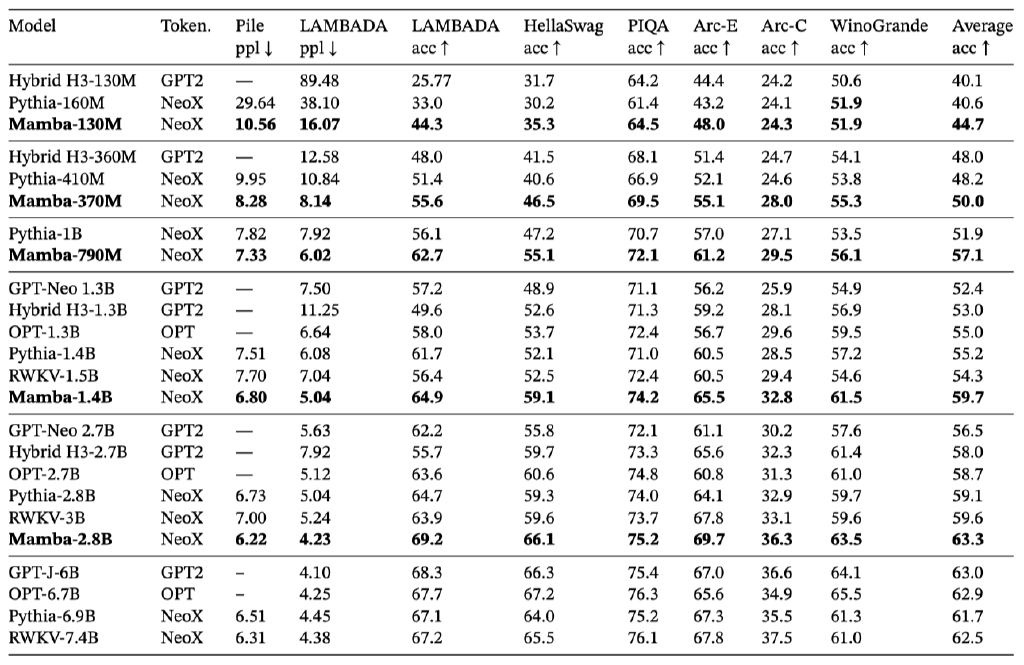 Model Token. Pile LAMBADA LAMBADA HellaSwag PIQA Arc-E Arc-C WinoGrande Average
ppl ↓ ppl ↓ acc ↑ acc ↑ acc ↑ acc ↑ acc ↑ acc ↑ acc ↑
Hybrid H3-130M GPT2 — 89.48 25.77 31.7 64.2 44.4 24.2 50.6 40.1
Pythia-160M NeoX 29.64 38.10 33.0 30.2 61.4 43.2 24.1 51.9 40.6
Mamba-130M NeoX 10.56 16.07 44.3 35.3 64.5 48.0 24.3 51.9 44.7
Hybrid H3-360M GPT2 — 12.58 48.0 41.5 68.1 51.4 24.7 54.1 48.0
Pythia-410M NeoX 9.95 10.84 51.4 40.6 66.9 52.1 24.6 53.8 48.2
Mamba-370M NeoX 8.28 8.14 55.6 46.5 69.5 55.1 28.0 55.3 50.0
Pythia-1B NeoX 7.82 7.92 56.1 47.2 70.7 57.0 27.1 53.5 51.9
Mamba-790M NeoX 7.33 6.02 62.7 55.1 72.1 61.2 29.5 56.1 57.1
GPT-Neo 1.3B GPT2 — 7.50 57.2 48.9 71.1 56.2 25.9 54.9 52.4
Hybrid H3-1.3B GPT2 — 11.25 49.6 52.6 71.3 59.2 28.1 56.9 53.0
OPT-1.3B OPT — 6.64 58.0 53.7 72.4 56.7 29.6 59.5 55.0
Pythia-1.4B NeoX 7.51 6.08 61.7 52.1 71.0 60.5 28.5 57.2 55.2
RWKV-1.5B NeoX 7.70 7.04 56.4 52.5 72.4 60.5 29.4 54.6 54.3
Mamba-1.4B NeoX 6.80 5.04 64.9 59.1 74.2 65.5 32.8 61.5 59.7
GPT-Neo 2.7B GPT2 — 5.63 62.2 55.8 72.1 61.1 30.2 57.6 56.5
Hybrid H3-2.7B GPT2 — 7.92 55.7 59.7 73.3 65.6 32.3 61.4 58.0
OPT-2.7B OPT — 5.12 63.6 60.6 74.8 60.8 31.3 61.0 58.7
Pythia-2.8B NeoX 6.73 5.04 64.7 59.3 74.0 64.1 32.9 59.7 59.1
RWKV-3B NeoX 7.00 5.24 63.9 59.6 73.7 67.8 33.1 59.6 59.6
Mamba-2.8B NeoX 6.22 4.23 69.2 66.1 75.2 69.7 36.3 63.5 63.3
GPT-J-6B GPT2 – 4.10 68.3 66.3 75.4 67.0 36.6 64.1 63.0
OPT-6.7B OPT – 4.25 67.7 67.2 76.3 65.6 34.9 65.5 62.9
Pythia-6.9B NeoX 6.51 4.45 67.1 64.0 75.2 67.3 35.5 61.3 61.7
RWKV-7.4B NeoX 6.31 4.38 67.2 65.5 76.1 67.8 37.5 61.0 62.5